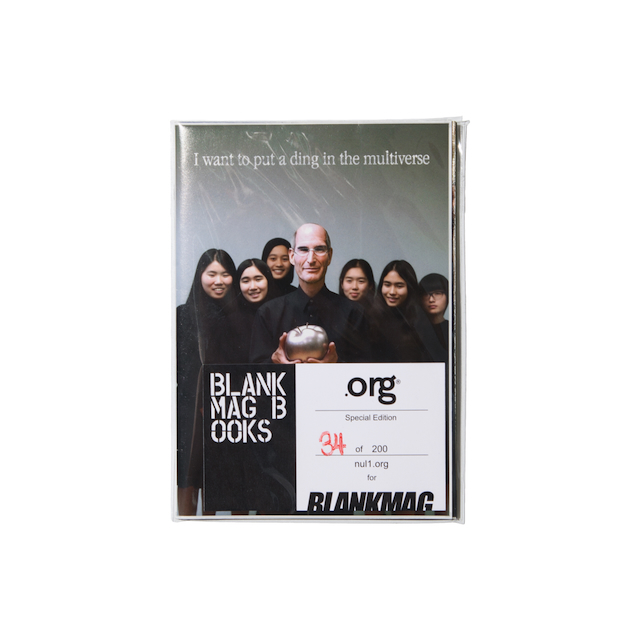 I want to put a ding in the multiverse
BLANK
MAG B
OOKS
.org®
Special Edition
34 of 200
nul1.org
for
BLANKMAG